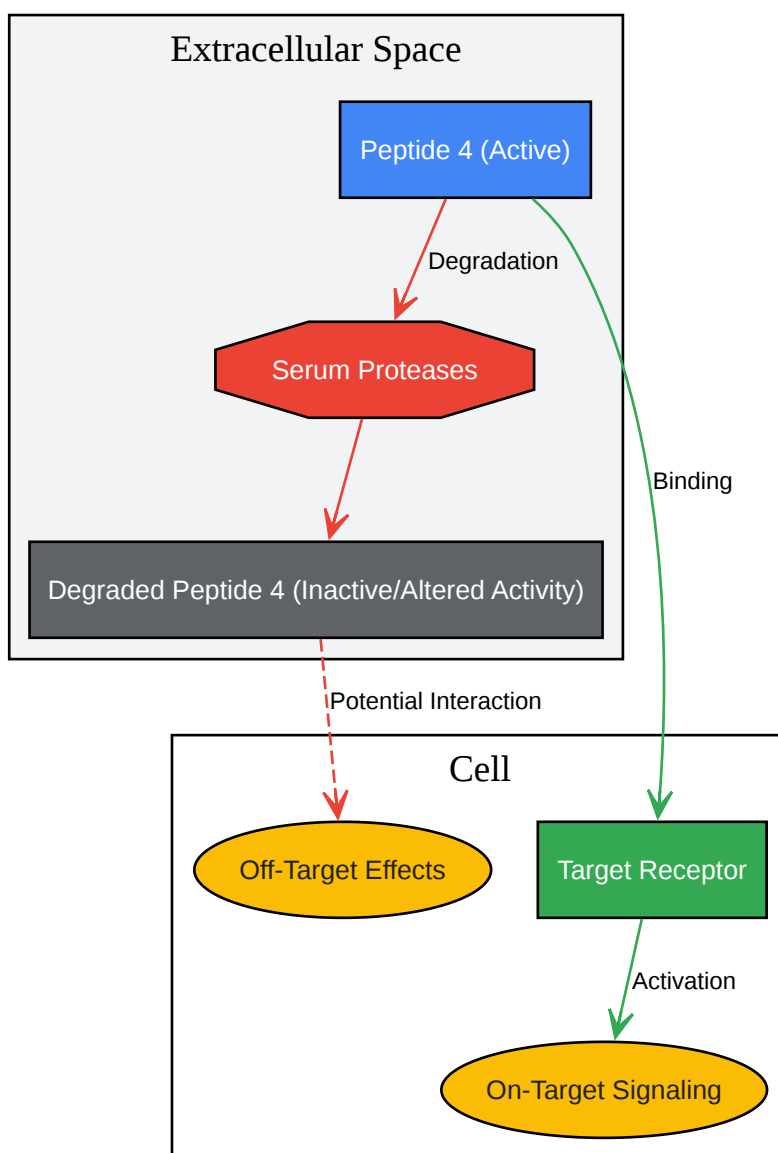 Extracellular Space
Peptide 4 (Active)
Degradation
Serum Proteases
Binding
Degraded Peptide 4 (Inactive/Altered Activity)
Potential Interaction
Cell
Off-Target Effects
Target Receptor
Activation
On-Target Signaling